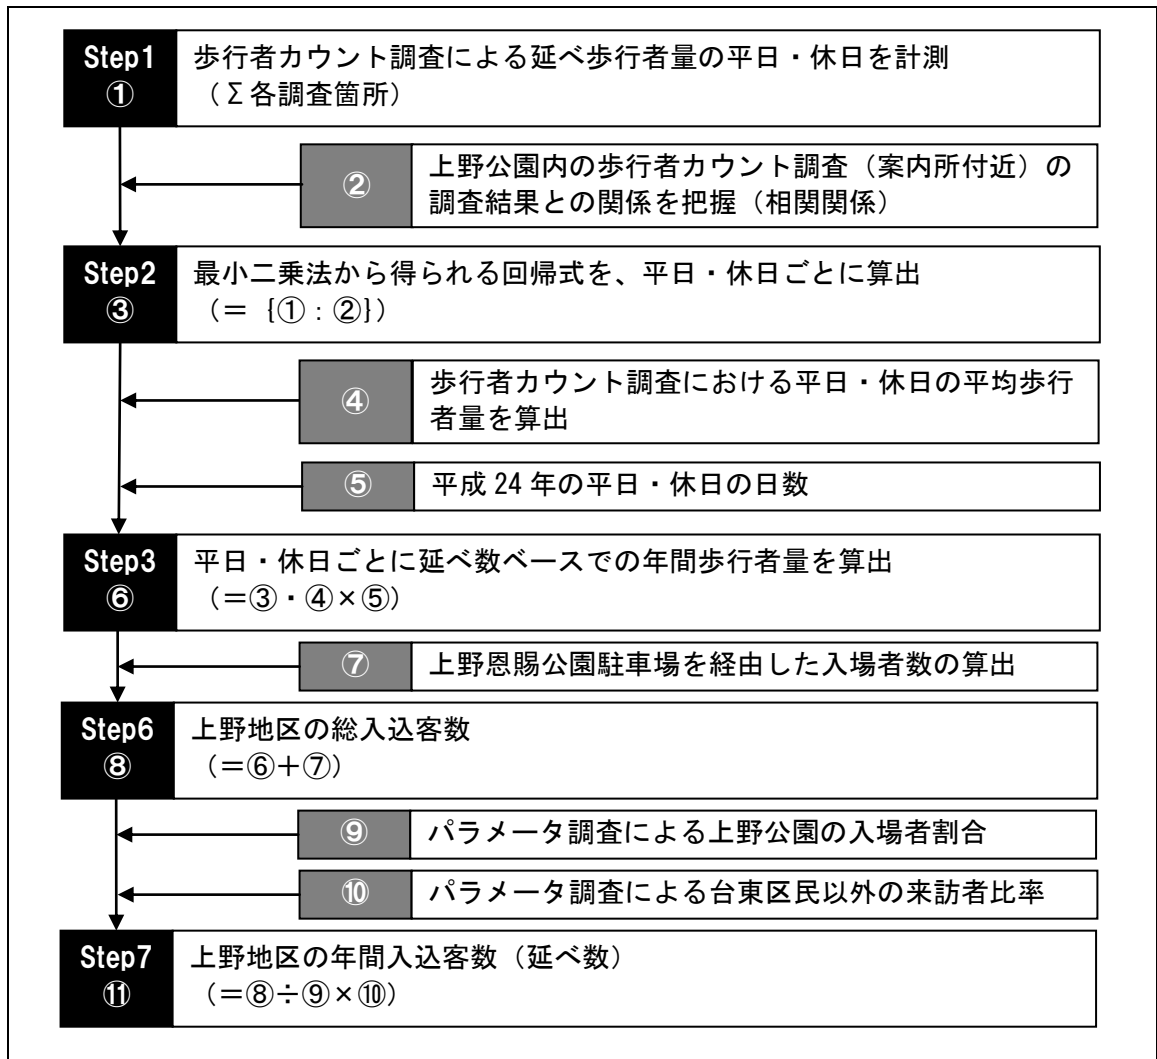 Step1
①
歩行者カウント調査による延べ歩行者量の平日・休日を計測
（Σ各調査箇所）
②
上野公園内の歩行者カウント調査（案内所付近）の
調査結果との関係を把握（相関関係）
Step2
③
最小二乗法から得られる回帰式を、平日・休日ごとに算出
（＝｛①：②｝）
④
歩行者カウント調査における平日・休日の平均歩行
者量を算出
⑤
平成 24 年の平日・休日の日数
Step3
⑥
平日・休日ごとに延べ数ベースでの年間歩行者量を算出
（＝③・④×⑤）
⑦
上野恩賜公園駐車場を経由した入場者数の算出
Step6
⑧
上野地区の総入込客数
（＝⑥＋⑦）
⑨
パラメータ調査による上野公園の入場者割合
⑩
パラメータ調査による台東区民以外の来訪者比率
Step7
⑪
上野地区の年間入込客数（延べ数）
（＝⑧÷⑨×⑩）